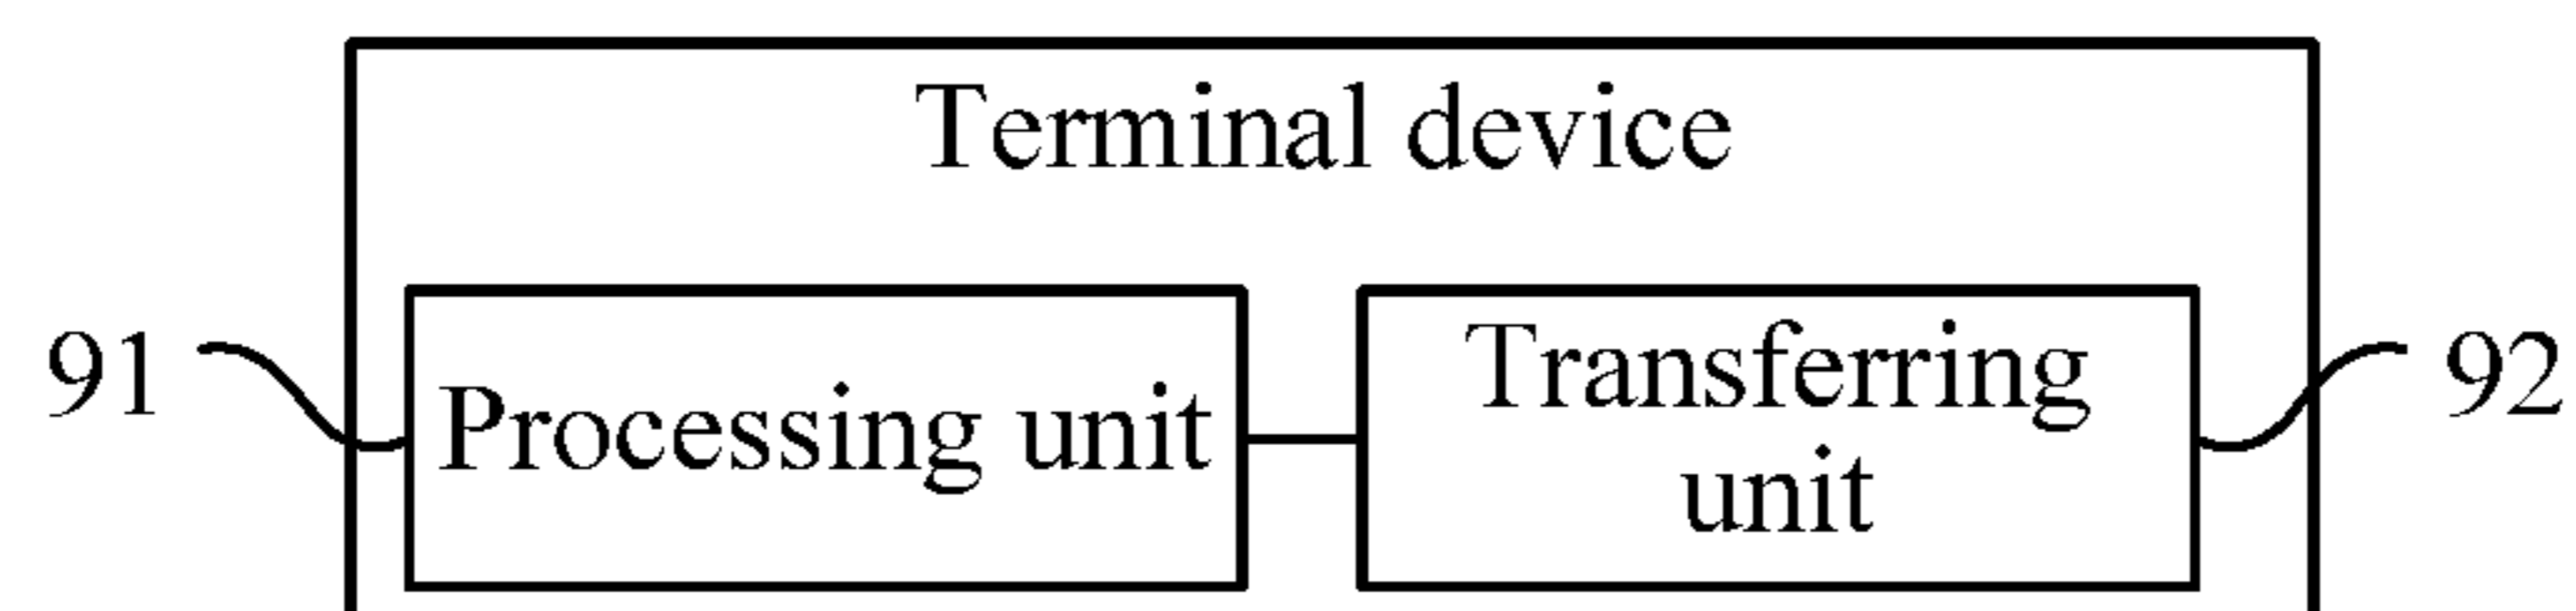 Terminal device
91
Processing unit
Transferring
unit
92